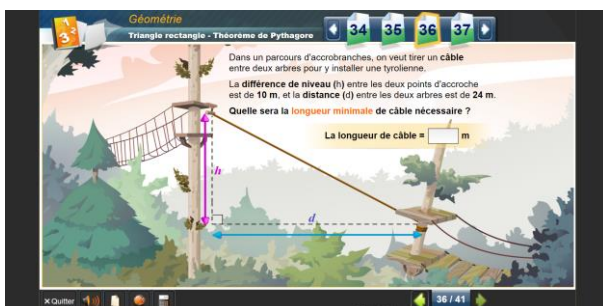 Géométrie
Triangle rectangle - Théorème de Pythagore
34 35 36 37
Dans un parcours d'accrobranches, on veut tirer un câble
entre deux arbres pour y installer une tyrolienne.
La différence de niveau (h) entre les deux points d'accroche
est de 10 m, et la distance (d) entre les deux arbres est de 24 m.
Quelle sera la longueur minimale de câble nécessaire ?
La longueur de câble = m
h
d
× Quitter
36 / 41